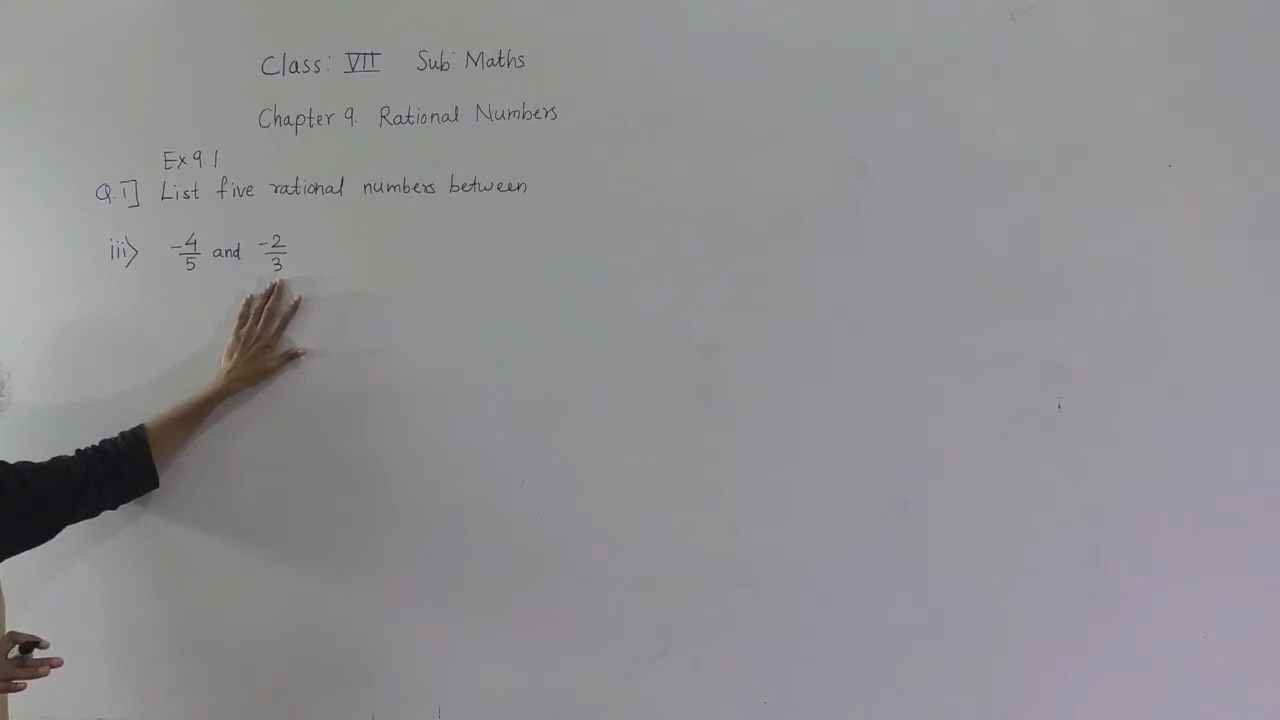 Class: VII Sub: Maths
Chapter 9. Rational Numbers
Ex 9.1
Q.1] List five rational numbers between
iii> -4/5 and -2/3